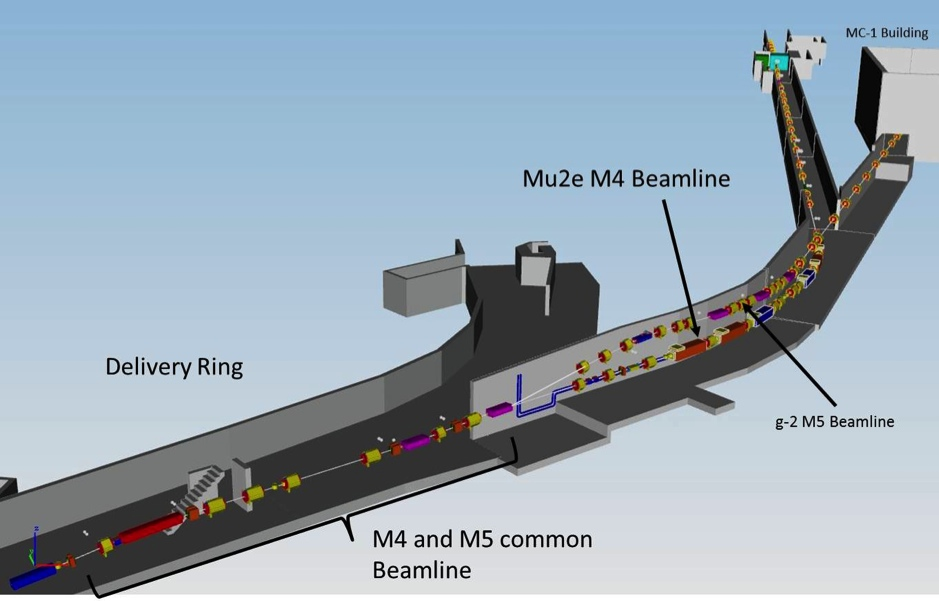 MC-1 Building
Mu2e M4 Beamline
Delivery Ring
g-2 M5 Beamline
M4 and M5 common
Beamline